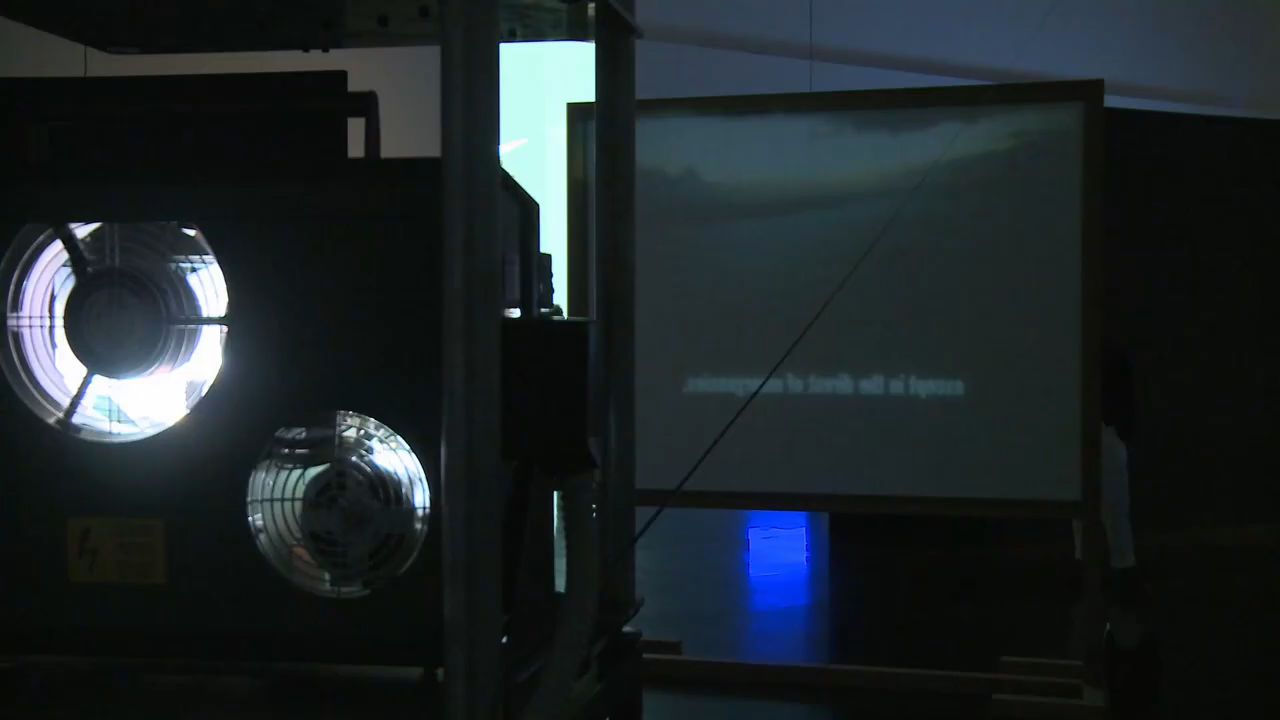 except in the direst of emergencies.